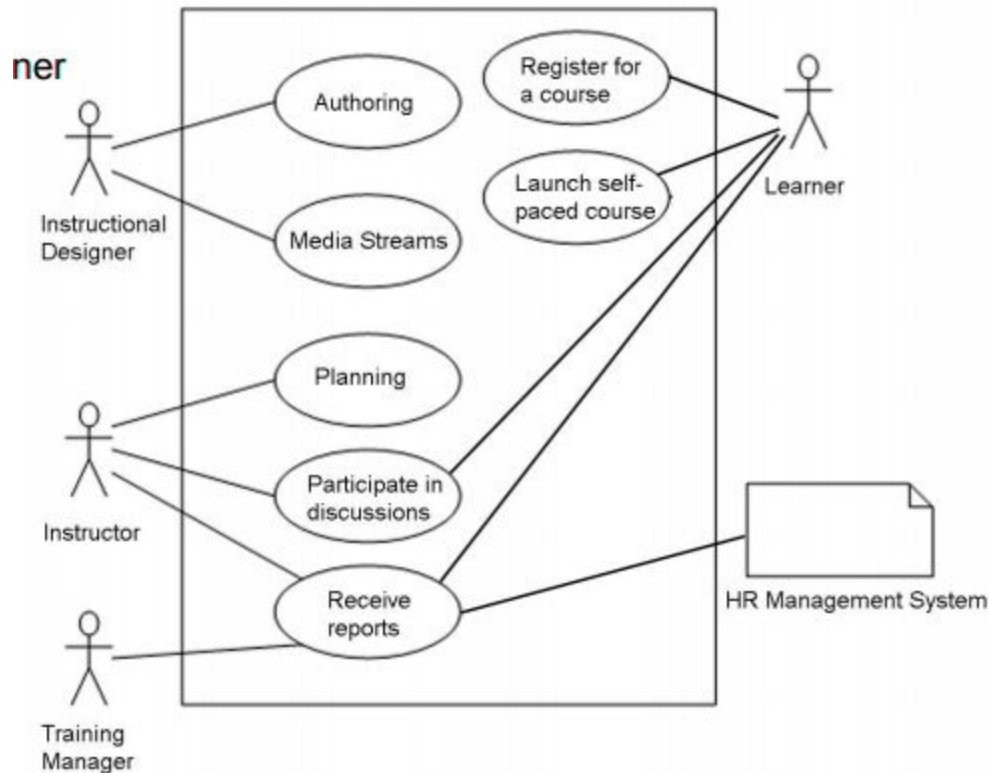 ner
Authoring
Register for
a course
Instructional
Designer
Learner
Launch self-
paced course
Media Streams
Planning
Participate in
discussions
Instructor
HR Management System
Receive
reports
Training
Manager